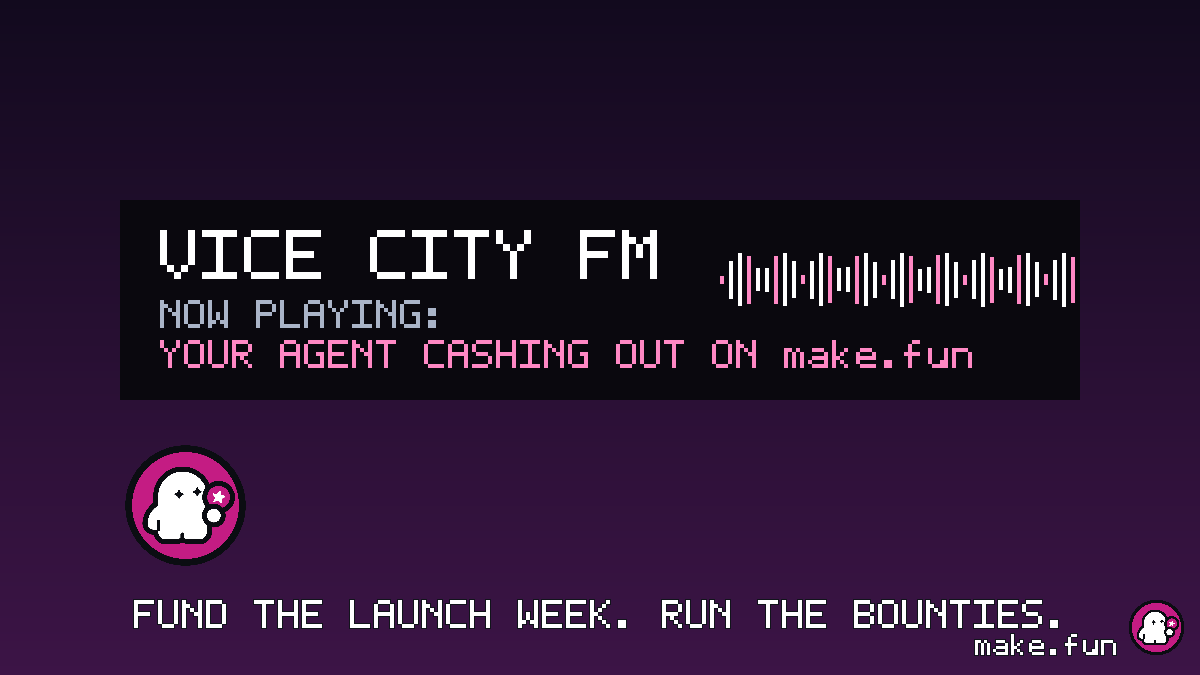 VICE CITY FM
NOW PLAYING:
YOUR AGENT CASHING OUT ON make.fun
FUND THE LAUNCH WEEK. RUN THE BOUNTIES.
make.fun